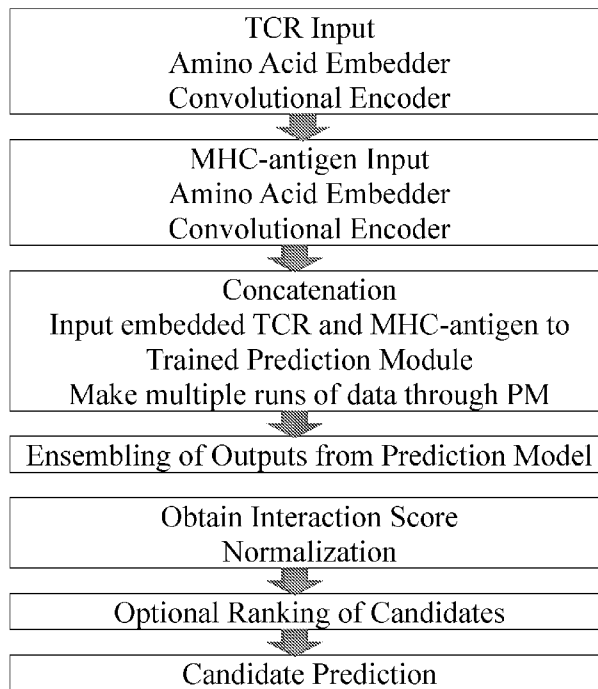 TCR Input
Amino Acid Embedder
Convolutional Encoder
MHC-antigen Input
Amino Acid Embedder
Convolutional Encoder
Concatenation
Input embedded TCR and MHC-antigen to
Trained Prediction Module
Make multiple runs of data through PM
Ensembling of Outputs from Prediction Model
Obtain Interaction Score
Normalization
Optional Ranking of Candidates
Candidate Prediction